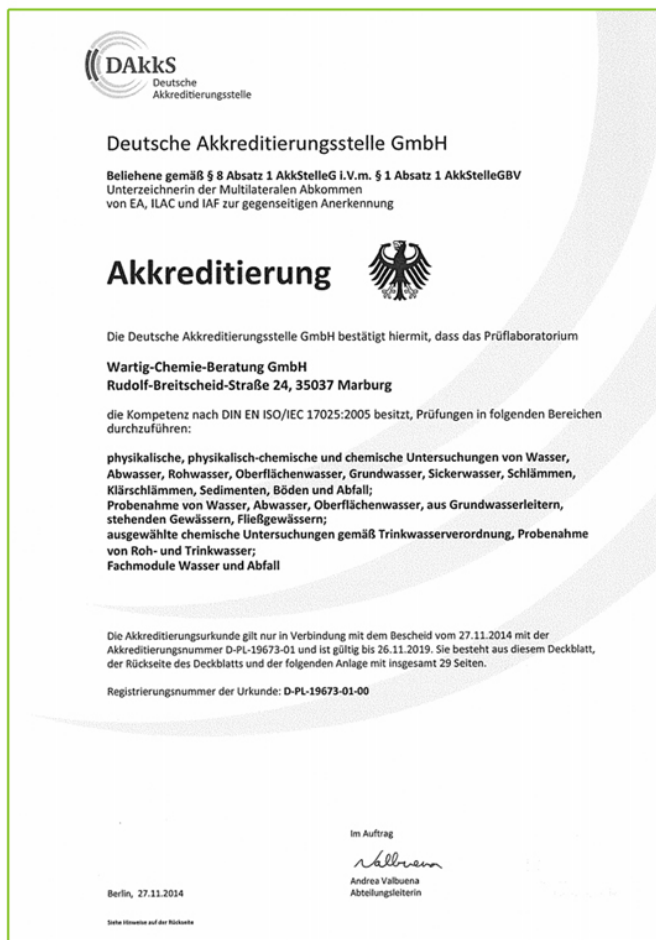 DAkkS
Deutsche
Akkreditierungsstelle
Deutsche Akkreditierungsstelle GmbH
Beliehene gemäß § 8 Absatz 1 AkkStelleG i.V.m. § 1 Absatz 1 AkkStelleGBV
Unterzeichnerin der Multilateralen Abkommen
von EA, ILAC und IAF zur gegenseitigen Anerkennung
Akkreditierung
Die Deutsche Akkreditierungsstelle GmbH bestätigt hiermit, dass das Prüflaboratorium
Wartig-Chemie-Beratung GmbH
Rudolf-Breitscheid-Straße 24, 35037 Marburg
die Kompetenz nach DIN EN ISO/IEC 17025:2005 besitzt, Prüfungen in folgenden Bereichen
durchzuführen:
physikalische, physikalisch-chemische und chemische Untersuchungen von Wasser,
Abwasser, Rohwasser, Oberflächenwasser, Grundwasser, Sickerwasser, Schlämmen,
Klärschlämmen, Sedimenten, Böden und Abfall;
Probenahme von Wasser, Abwasser, Oberflächenwasser, aus Grundwasserleitern,
stehenden Gewässern, Fließgewässern;
ausgewählte chemische Untersuchungen gemäß Trinkwasserverordnung, Probenahme
von Roh- und Trinkwasser;
Fachmodule Wasser und Abfall
Die Akkreditierungsurkunde gilt nur in Verbindung mit dem Bescheid vom 27.11.2014 mit der
Akkreditierungsnummer D-PL-19673-01 und ist gültig bis 26.11.2019. Sie besteht aus diesem Deckblatt,
der Rückseite des Deckblatts und der folgenden Anlage mit insgesamt 29 Seiten.
Registrierungsnummer der Urkunde: D-PL-19673-01-00
Im Auftrag
Valbuena
Andrea Valbuena
Abteilungsleiterin
Berlin, 27.11.2014
Siehe Hinweise auf der Rückseite